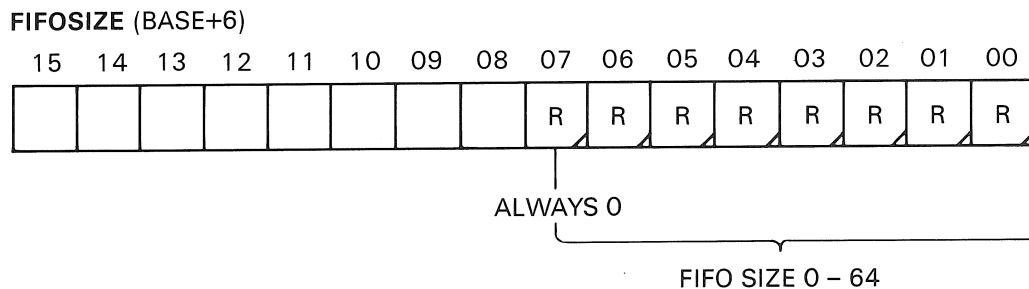 FIFOSIZE (BASE+6)
15 14 13 12 11 10 09 08 07 06 05 04 03 02 01 00
R R R R R R R R
ALWAYS 0
FIFO SIZE 0 – 64